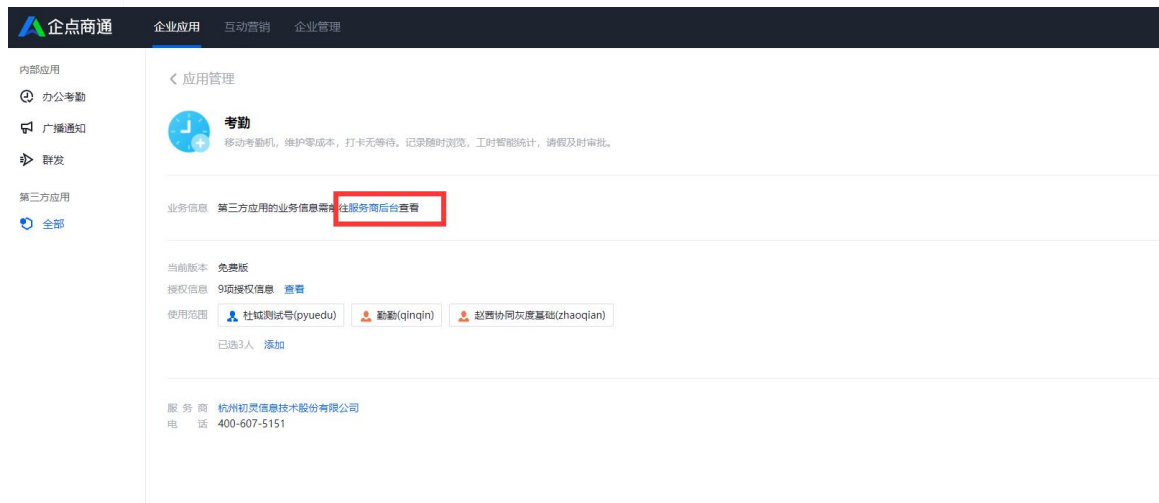 企点商通 企业应用 互动营销 企业管理
内部应用
办公考勤
广播通知
群发
第三方应用
全部
应用管理
考勤
移动考勤机，维护零成本，打卡无等待。记录随时浏览，工时智能统计，请假及时审批。
业务信息 第三方应用的业务信息需前往服务商后台查看
当前版本 免费版
授权信息 9项授权信息 查看
使用范围 杜铖测试号(pyuedu) 勤勤(qinqin) 赵茜协同灰度基础(zhaoqian)
已选3人 添加
服务商 杭州初灵信息技术股份有限公司
电话 400-607-5151